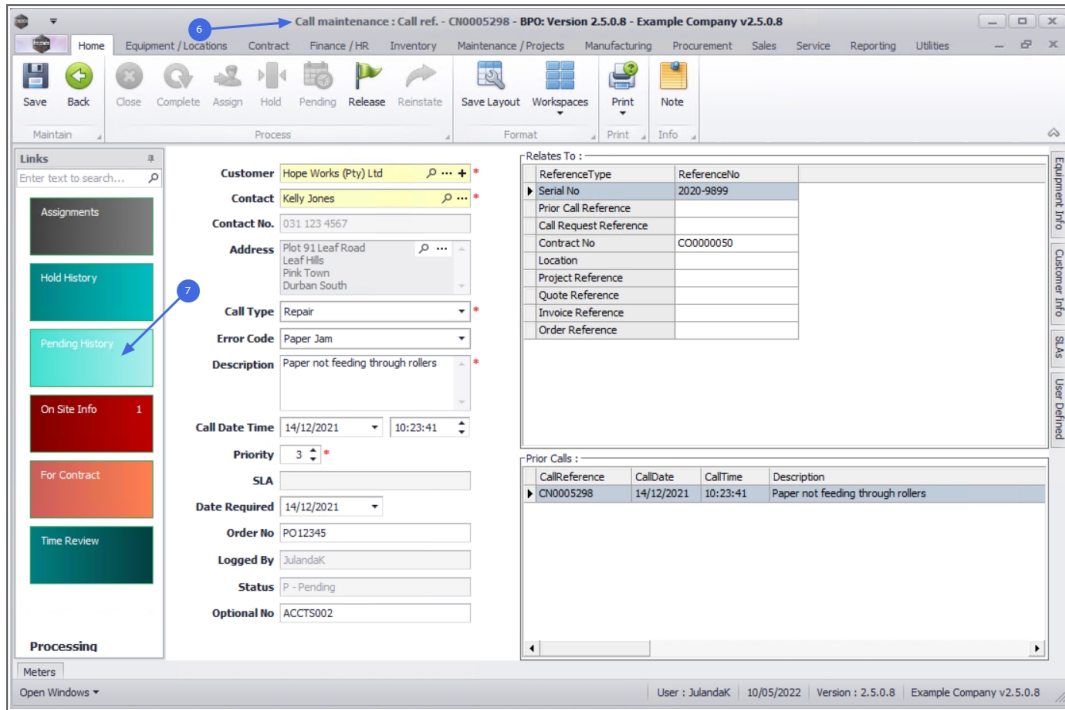 6
Call maintenance : Call ref. - CN0005298 - BPO: Version 2.5.0.8 - Example Company v2.5.0.8
Home Equipment / Locations Contract Finance / HR Inventory Maintenance / Projects Manufacturing Procurement Sales Service Reporting Utilities
Save Back Close Complete Assign Hold Pending Release Reinstate Save Layout Workspaces Print Note
Maintain Process Format Print Info
Links
Enter text to search...
Assignments
Hold History
7
Pending History
On Site Info 1
For Contract
Time Review
Processing
Customer Hope Works (Pty) Ltd *
Contact Kelly Jones *
Contact No. 031 123 4567
Address Plot 91 Leaf Road
Leaf Hills
Pink Town
Durban South
Call Type Repair *
Error Code Paper Jam
Description Paper not feeding through rollers *
Call Date Time 14/12/2021 10:23:41
Priority 3 *
SLA
Date Required 14/12/2021
Order No PO12345
Logged By JulandaK
Status P - Pending
Optional No ACCTS002
Relates To :
ReferenceType ReferenceNo
Serial No 2020-9899
Prior Call Reference
Call Request Reference
Contract No CO0000050
Location
Project Reference
Quote Reference
Invoice Reference
Order Reference
Prior Calls :
CallReference CallDate CallTime Description
CN0005298 14/12/2021 10:23:41 Paper not feeding through rollers
Equipment Info
Customer Info
SLAs
User Defined
Meters
Open Windows User : JulandaK 10/05/2022 Version : 2.5.0.8 Example Company v2.5.0.8